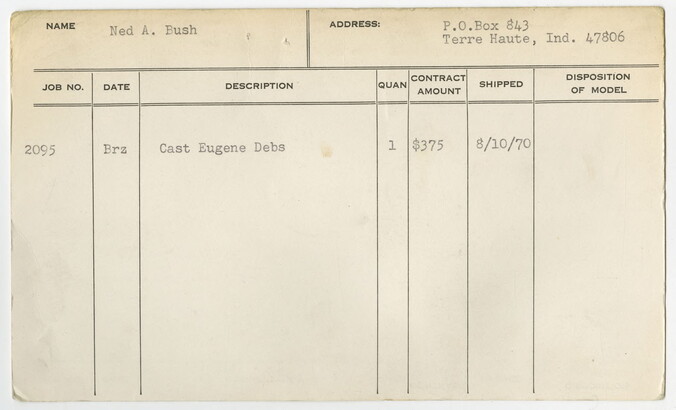 NAME Ned A. Bush ADDRESS: P.O.Box 843
Terre Haute, Ind. 47806
JOB NO. DATE DESCRIPTION QUAN CONTRACT AMOUNT SHIPPED DISPOSITION OF MODEL
2095 Brz Cast Eugene Debs 1 $375 8/10/70